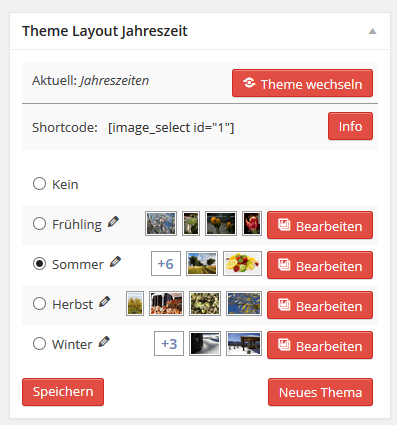 Theme Layout Jahreszeit
Aktuell: Jahreszeiten Theme wechseln
Shortcode: [image_select id="1"] Info
Kein
Frühling Bearbeiten
Sommer +6 Bearbeiten
Herbst Bearbeiten
Winter +3 Bearbeiten
Speichern Neues Thema